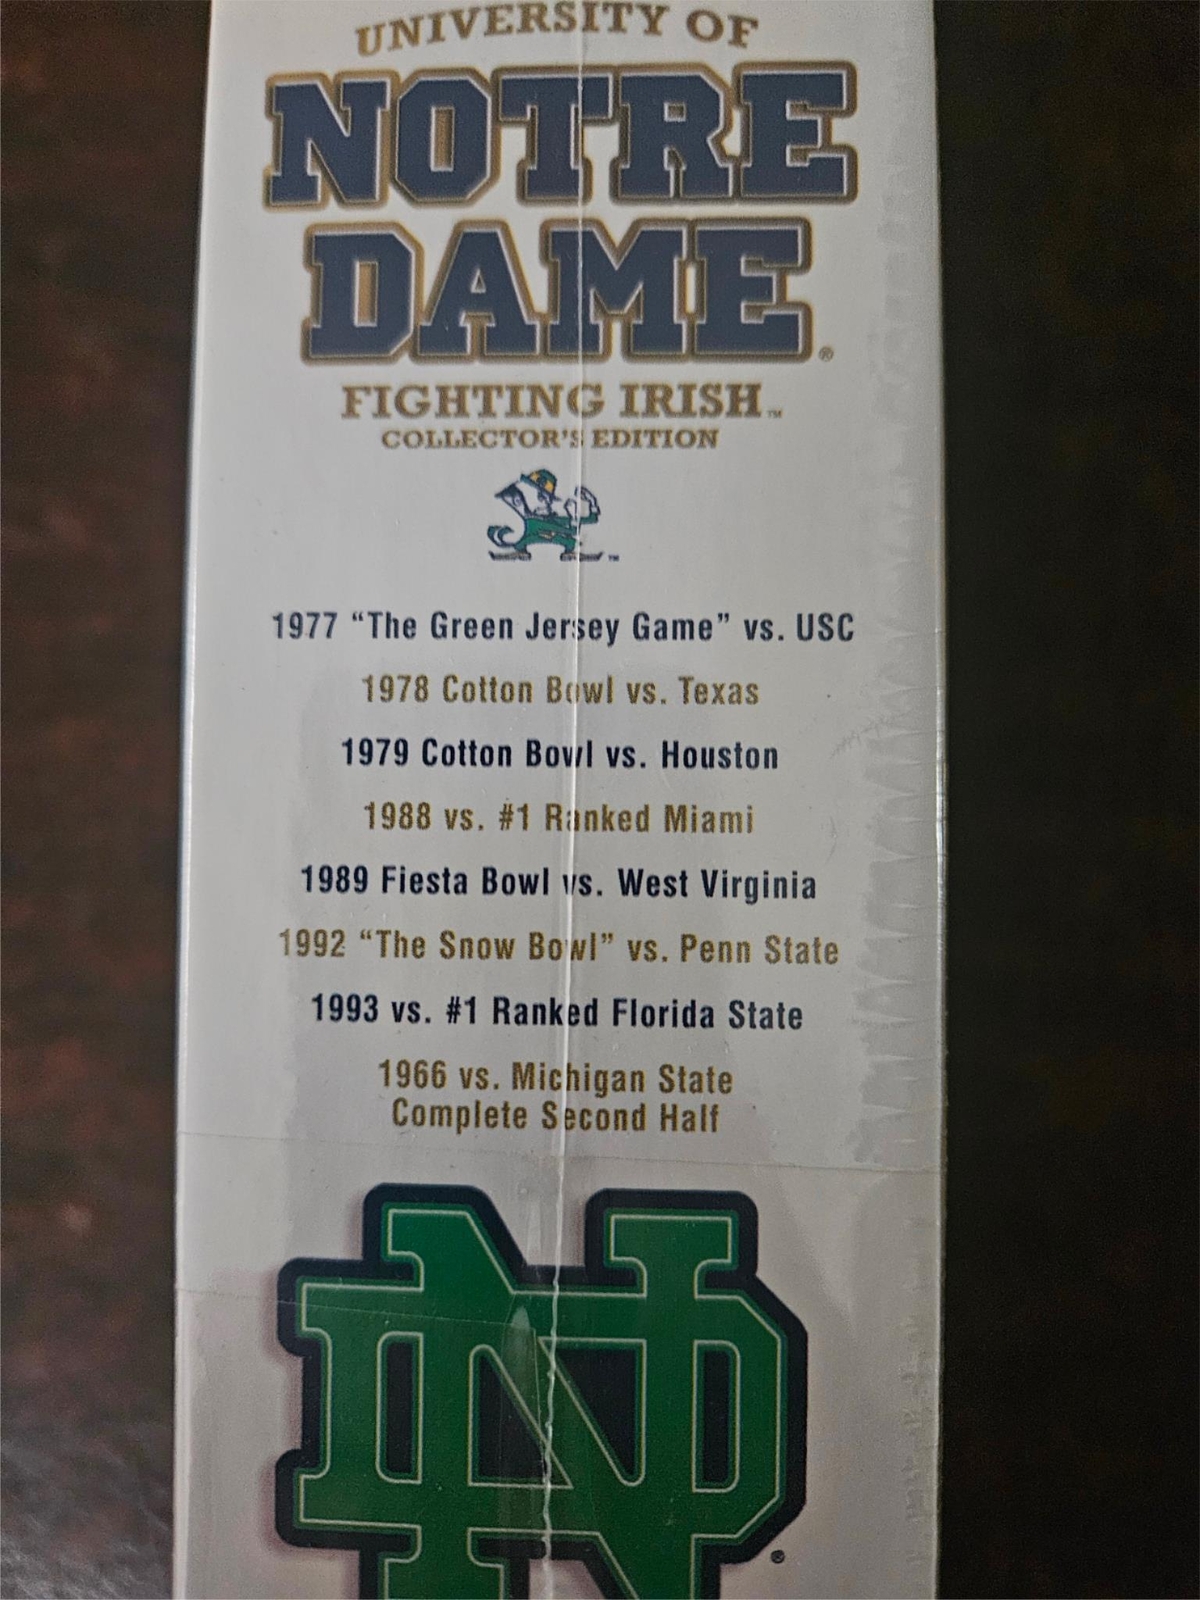 UNIVERSITY OF
NOTRE
DAME®
FIGHTING IRISH™
COLLECTOR'S EDITION
™
1977 “The Green Jersey Game” vs. USC
1978 Cotton Bowl vs. Texas
1979 Cotton Bowl vs. Houston
1988 vs. #1 Ranked Miami
1989 Fiesta Bowl vs. West Virginia
1992 “The Snow Bowl” vs. Penn State
1993 vs. #1 Ranked Florida State
1966 vs. Michigan State
Complete Second Half
ND®